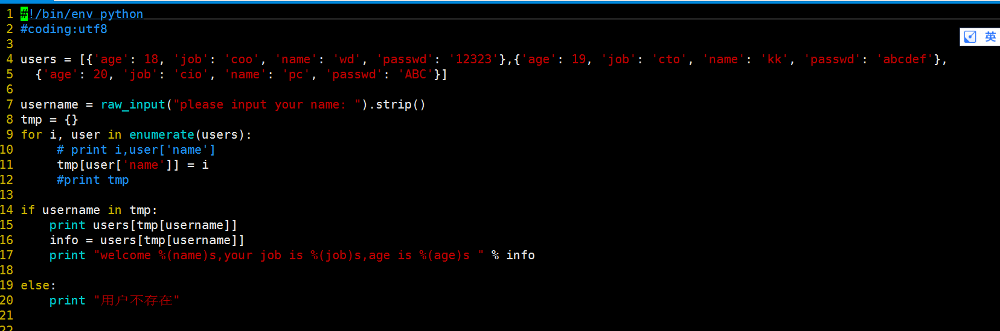 1 #!/bin/env python
2 #coding:utf8
3
4 users = [{'age': 18, 'job': 'coo', 'name': 'wd', 'passwd': '12323'},{'age': 19, 'job': 'cto', 'name': 'kk', 'passwd': 'abcdef'},
5   {'age': 20, 'job': 'cio', 'name': 'pc', 'passwd': 'ABC'}]
英
6
7 username = raw_input("please input your name: ").strip()
8 tmp = {}
9 for i, user in enumerate(users):
10      # print i,user['name']
11      tmp[user['name']] = i
12      #print tmp
13
14 if username in tmp:
15     print users[tmp[username]]
16     info = users[tmp[username]]
17     print "welcome %(name)s,your job is %(job)s,age is %(age)s " % info
18
19 else:
20     print "用户不存在"
21
22